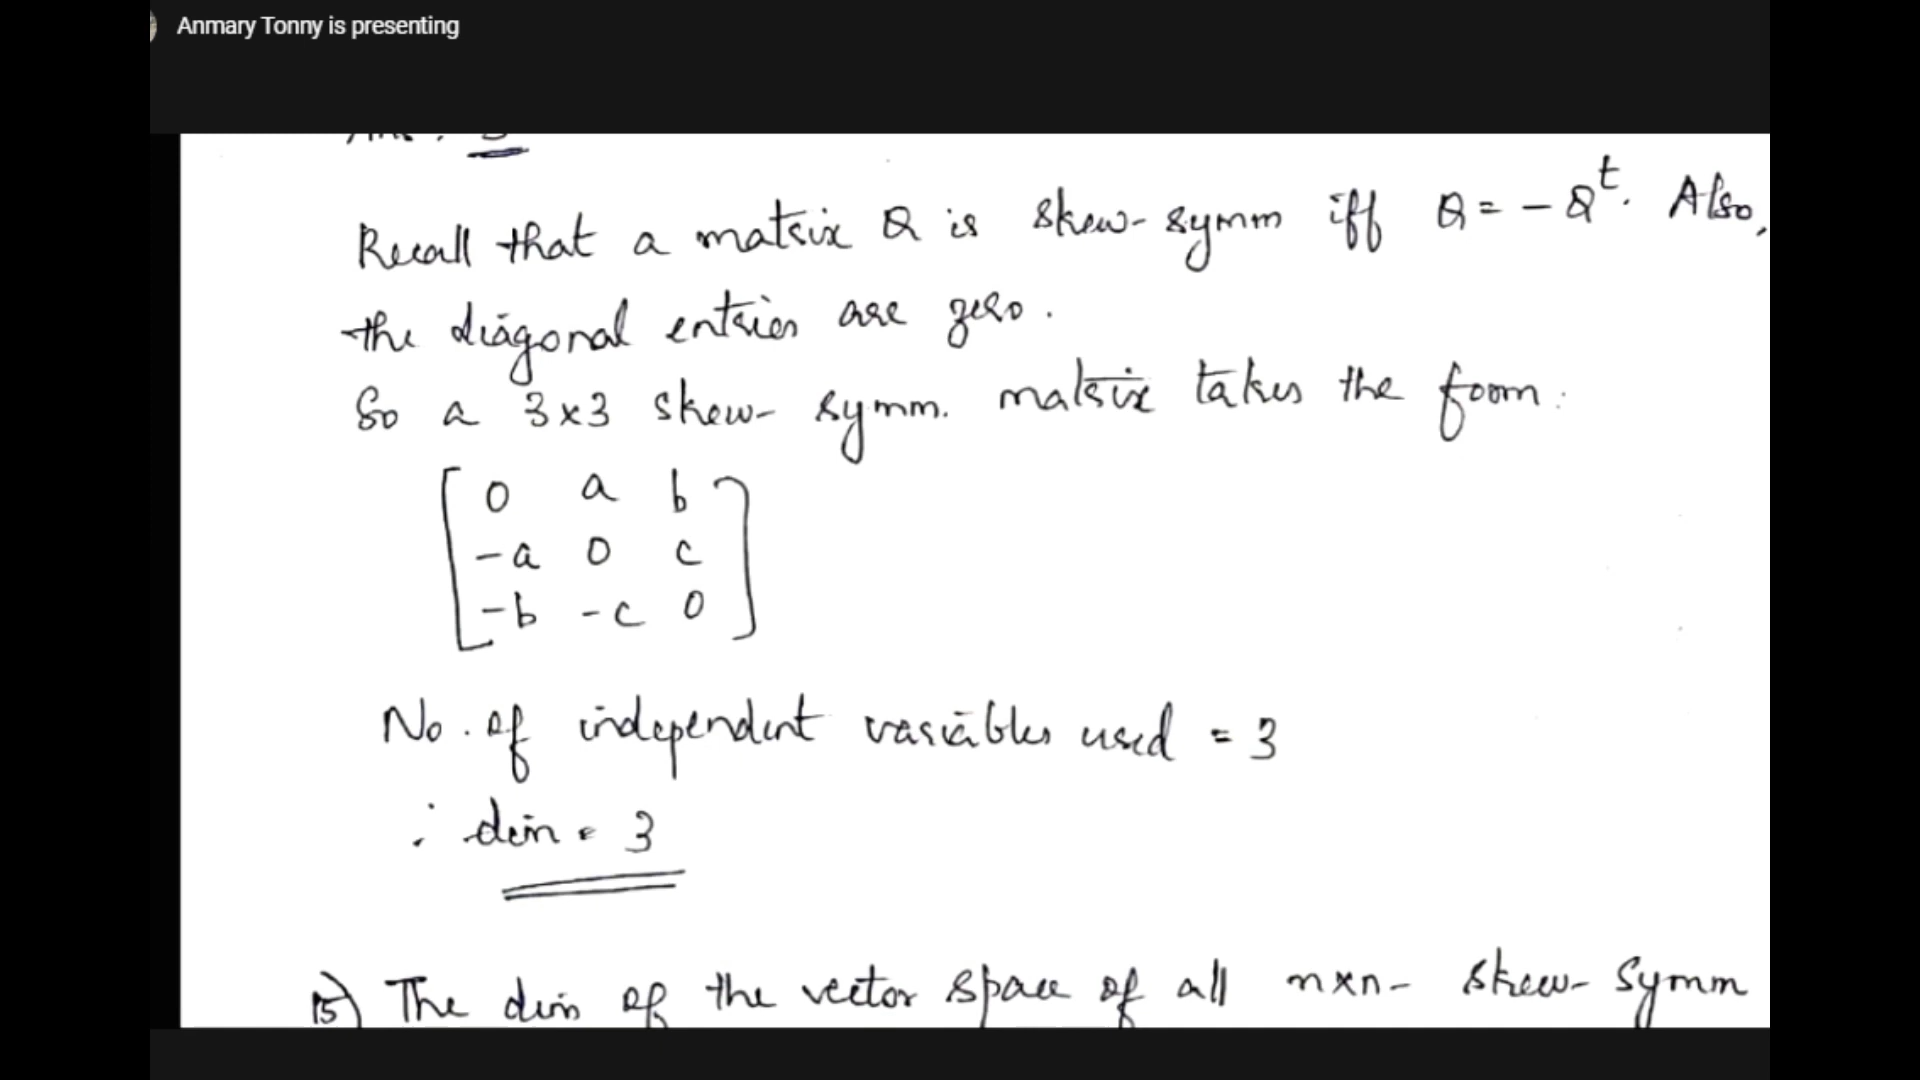 Anmary Tonny is presenting
Recall that a matrix Q is skew-symm iff Q = - Q^t. Also,
the diagonal entries are zero.
So a 3x3 skew- symm. matrix takes the form:
0 a b
-a 0 c
-b -c 0
No. of independent variables used = 3
∴ dim = 3
15) The dim of the vector space of all nxn- skew- symm